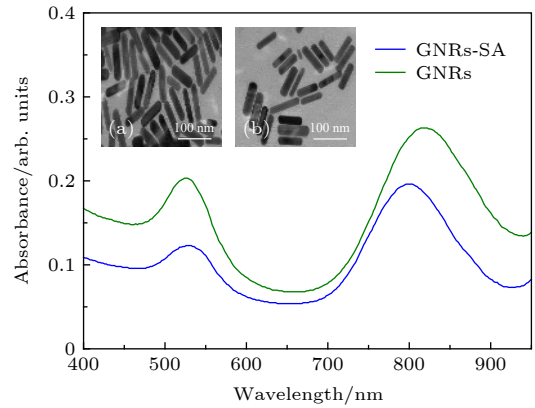 0.4
GNRs-SA
GNRs
(a)
100 nm
(b)
100 nm
0.3
0.2
0.1
0
Absorbance/arb. units
400
500
600
700
800
900
Wavelength/nm